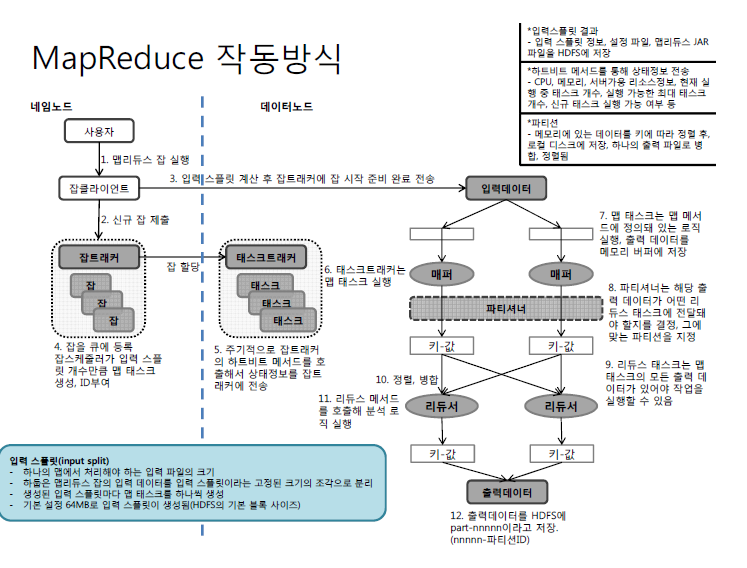 MapReduce 작동방식
*입력스플릿 결과
- 입력 스플릿 정보, 설정 파일, 맵리듀스 JAR
파일을 HDFS에 저장
*하트비트 메서드를 통해 상태정보 전송
- CPU, 메모리, 서버가용 리소스정보, 현재 실
행 중 태스크 개수, 실행 가능한 최대 태스크
개수, 신규 태스크 실행 가능 여부 등
*파티션
- 메모리에 있는 데이터를 키에 따라 정렬 후,
로컬 디스크에 저장, 하나의 출력 파일로 병
합, 정렬됨
네임노드
데이터노드
사용자
1. 맵리듀스 잡 실행
잡클라이언트
3. 입력 스플릿 계산 후 잡트래커에 잡 시작 준비 완료 전송
입력데이터
2. 신규 잡 제출
잡트래커
잡
잡
잡
잡 할당
태스크트래커
태스크
태스크
태스크
4. 잡을 큐에 등록
잡스케줄러가 입력 스플
릿 개수만큼 맵 태스크
생성, ID부여
5. 주기적으로 잡트래커
의 하트비트 메서드를 호
출해서 상태정보를 잡트
래커에 전송
6. 태스크트래커는
맵 태스크 실행
7. 맵 태스크는 맵 메서
드에 정의돼 있는 로직
실행, 출력 데이터를
메모리 버퍼에 저장
매퍼
매퍼
파티셔너
8. 파티셔너는 해당 출
력 데이터가 어떤 리
듀스 태스크에 전달돼
야 할지를 결정, 그에
맞는 파티션을 지정
키-값
키-값
9. 리듀스 태스크는 맵
태스크의 모든 출력 데
이터가 있어야 작업을
실행할 수 있음
10. 정렬, 병합
11. 리듀스 메서드
를 호출해 분석 로
직 실행
리듀서
리듀서
키-값
키-값
출력데이터
12. 출력데이터를 HDFS에
part-nnnnn이라고 저장.
(nnnnn-파티션ID)
입력 스플릿(input split)
- 하나의 맵에서 처리해야 하는 입력 파일의 크기
- 하둡은 맵리듀스 잡의 입력 데이터를 입력 스플릿이라는 고정된 크기의 조각으로 분리
- 생성된 입력 스플릿마다 맵 태스크를 하나씩 생성
- 기본 설정 64MB로 입력 스플릿이 생성됨(HDFS의 기본 블록 사이즈)